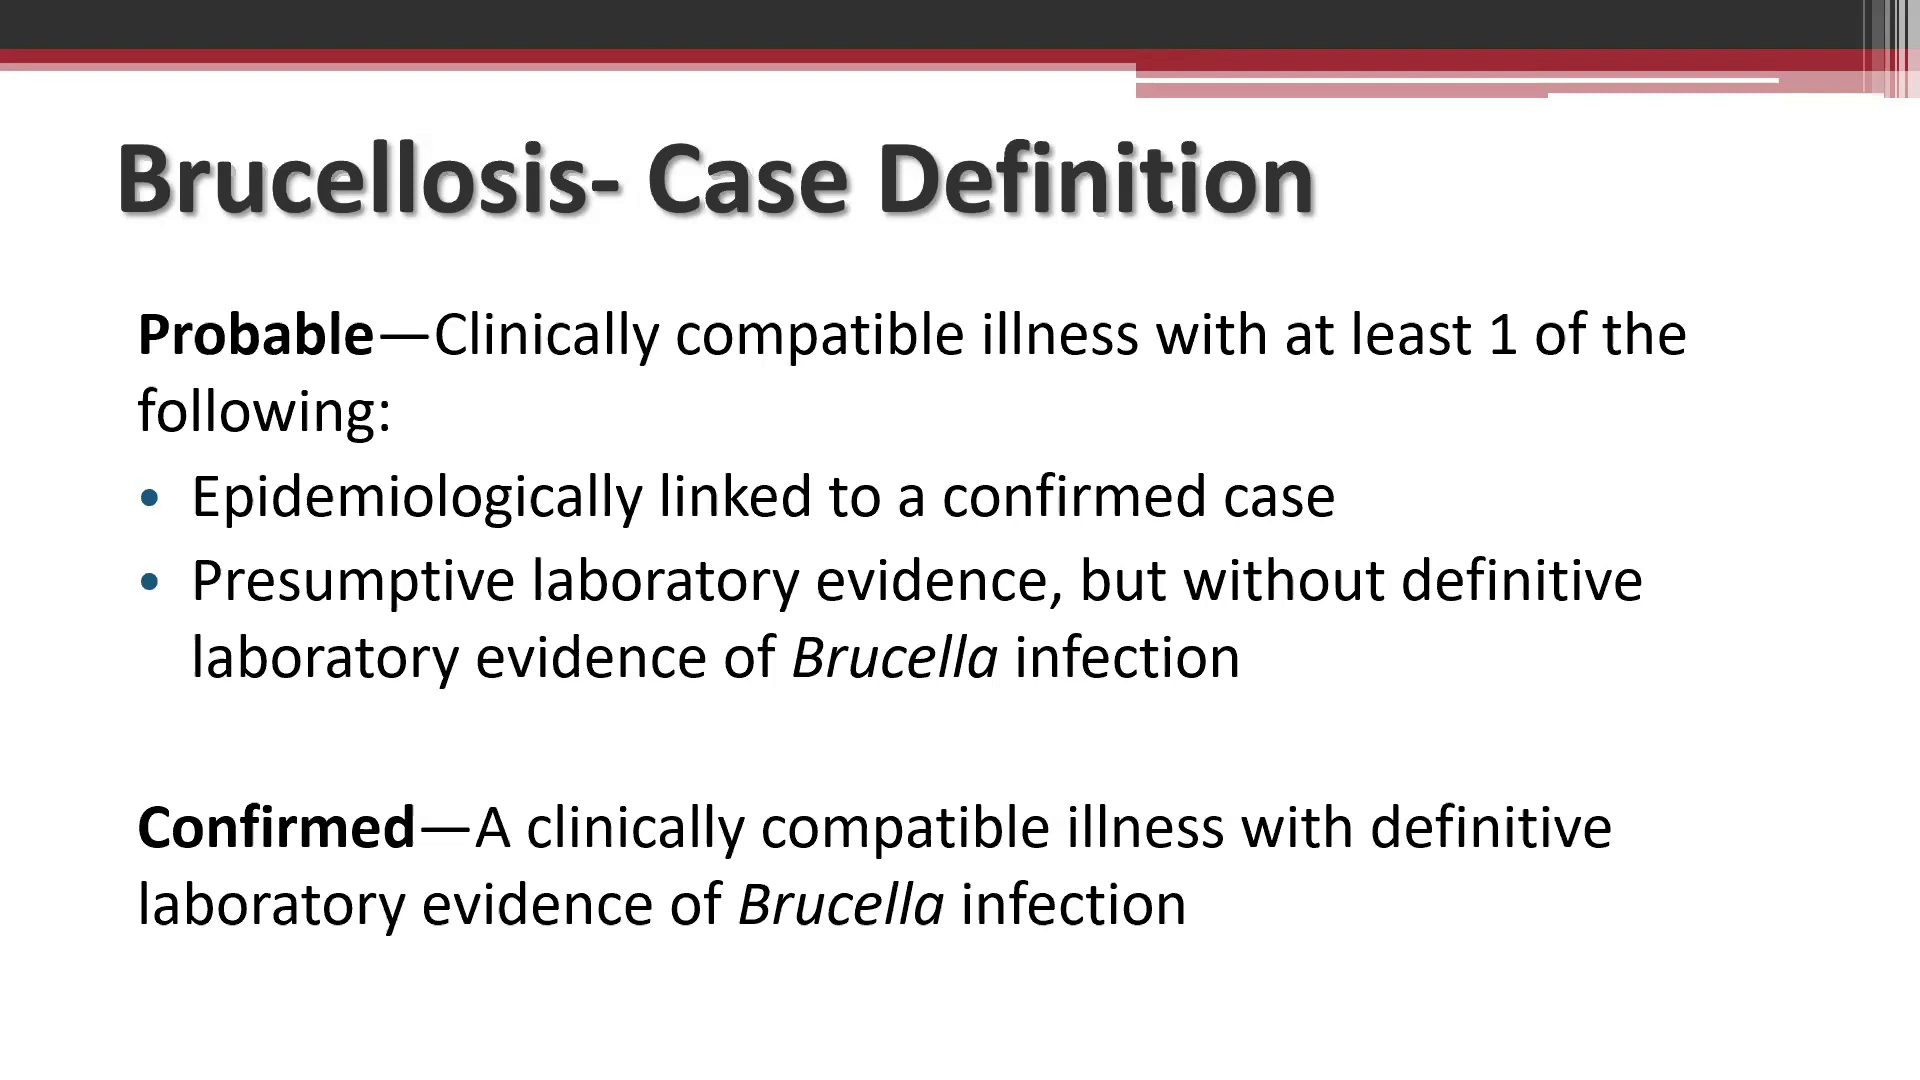 Brucellosis- Case Definition
Probable—Clinically compatible illness with at least 1 of the
following:
• Epidemiologically linked to a confirmed case
• Presumptive laboratory evidence, but without definitive
laboratory evidence of Brucella infection
Confirmed—A clinically compatible illness with definitive
laboratory evidence of Brucella infection